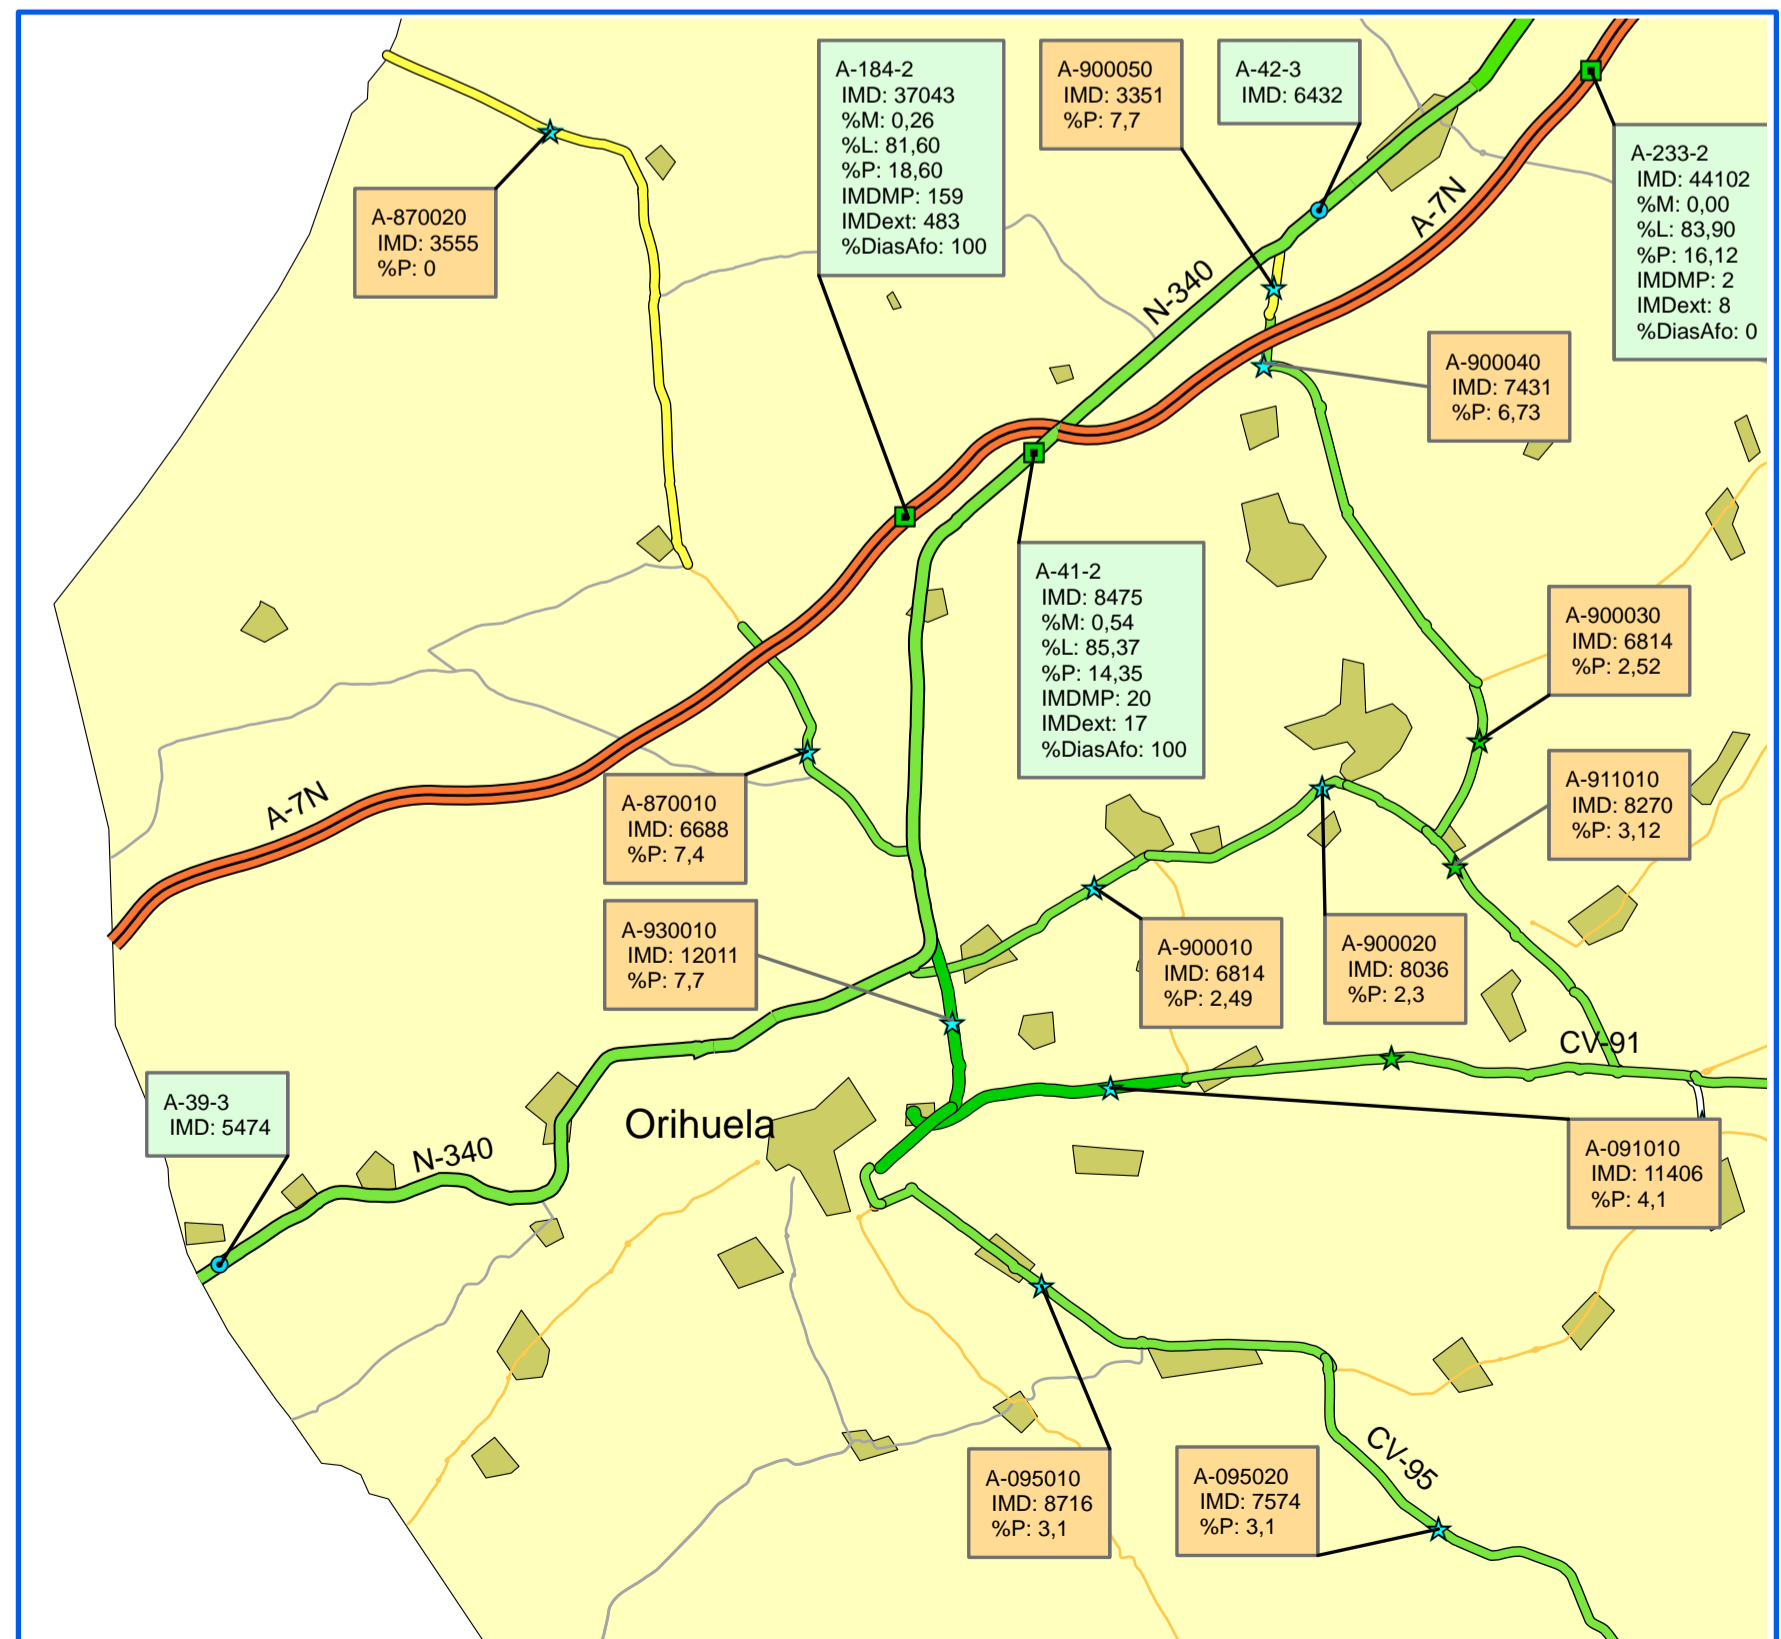 A-184-2
IMD: 37043
%M: 0,26
%L: 81,60
%P: 18,60
IMDMP: 159
IMDext: 483
%DiasAfo: 100
A-900050
IMD: 3351
%P: 7,7
A-42-3
IMD: 6432
A-233-2
IMD: 44102
%M: 0,00
%L: 83,90
%P: 16,12
IMDMP: 2
IMDext: 8
%DiasAfo: 0
A-870020
IMD: 3555
%P: 0
A-7N
N-340
A-900040
IMD: 7431
%P: 6,73
A-41-2
IMD: 8475
%M: 0,54
%L: 85,37
%P: 14,35
IMDMP: 20
IMDext: 17
%DiasAfo: 100
A-900030
IMD: 6814
%P: 2,52
A-911010
IMD: 8270
%P: 3,12
A-7N
A-870010
IMD: 6688
%P: 7,4
A-930010
IMD: 12011
%P: 7,7
A-900010
IMD: 6814
%P: 2,49
A-900020
IMD: 8036
%P: 2,3
CV-91
A-39-3
IMD: 5474
Orihuela
N-340
A-091010
IMD: 11406
%P: 4,1
CV-95
A-095010
IMD: 8716
%P: 3,1
A-095020
IMD: 7574
%P: 3,1